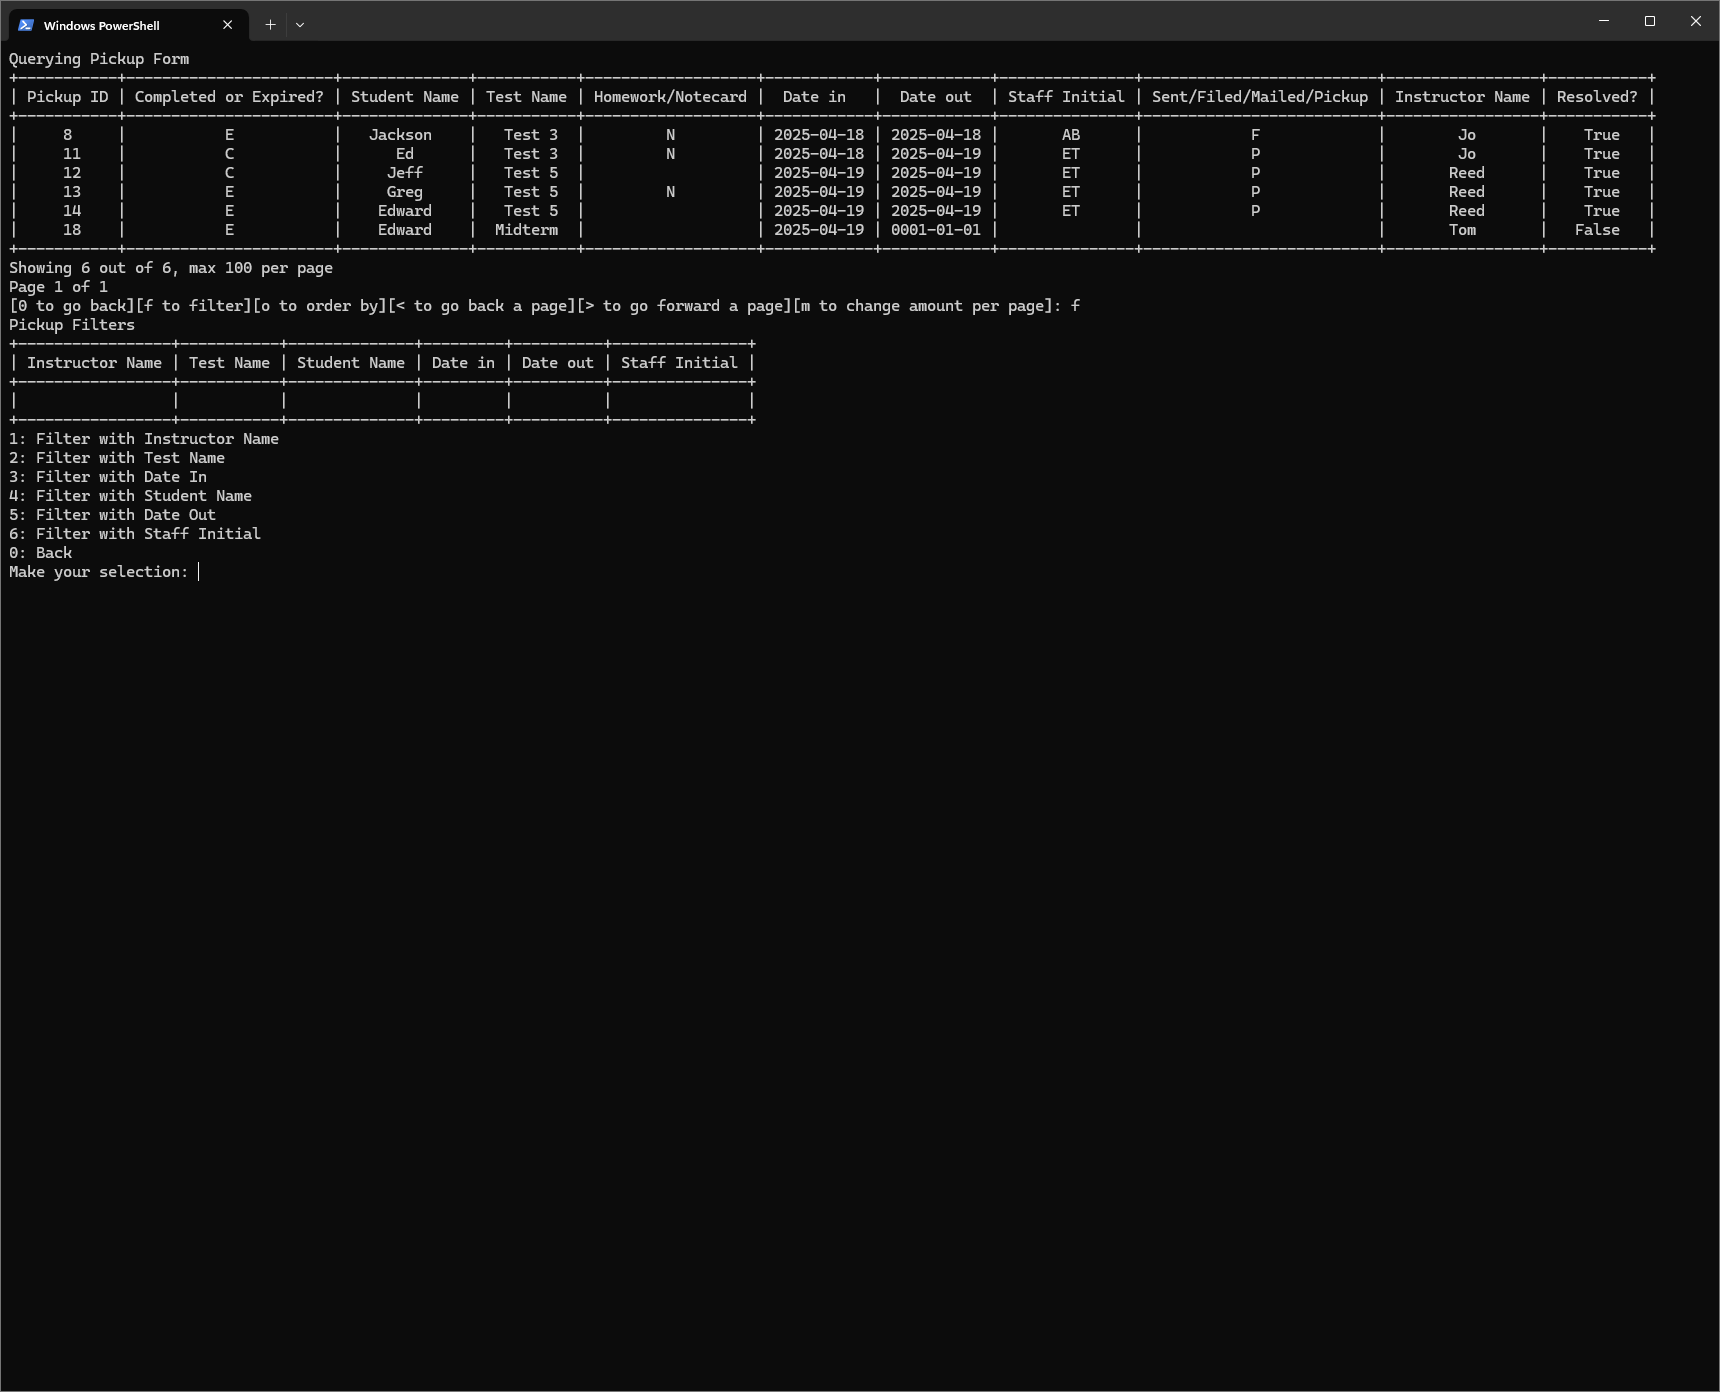 Windows PowerShell
Querying Pickup Form
+-----------+-----------------------+--------------+-----------+-------------------+------------+------------+---------------+--------------------------+-----------------+-----------+
| Pickup ID | Completed or Expired? | Student Name | Test Name | Homework/Notecard |  Date in   |  Date out  | Staff Initial | Sent/Filed/Mailed/Pickup | Instructor Name | Resolved? |
+-----------+-----------------------+--------------+-----------+-------------------+------------+------------+---------------+--------------------------+-----------------+-----------+
|     8     |           E           |   Jackson    |   Test 3  |         N         | 2025-04-18 | 2025-04-18 |      AB       |            F             |       Jo        |    True   |
|     11    |           C           |      Ed      |   Test 3  |         N         | 2025-04-18 | 2025-04-19 |      ET       |            P             |       Jo        |    True   |
|     12    |           C           |     Jeff     |   Test 5  |                   | 2025-04-19 | 2025-04-19 |      ET       |            P             |      Reed       |    True   |
|     13    |           E           |     Greg     |   Test 5  |         N         | 2025-04-19 | 2025-04-19 |      ET       |            P             |      Reed       |    True   |
|     14    |           E           |    Edward    |   Test 5  |                   | 2025-04-19 | 2025-04-19 |      ET       |            P             |      Reed       |    True   |
|     18    |           E           |    Edward    |  Midterm  |                   | 2025-04-19 | 0001-01-01 |               |                          |      Tom        |   False   |
+-----------+-----------------------+--------------+-----------+-------------------+------------+------------+---------------+--------------------------+-----------------+-----------+
Showing 6 out of 6, max 100 per page
Page 1 of 1
[0 to go back][f to filter][o to order by][< to go back a page][> to go forward a page][m to change amount per page]: f
Pickup Filters
+-----------------+-----------+--------------+---------+----------+---------------+
| Instructor Name | Test Name | Student Name | Date in | Date out | Staff Initial |
+-----------------+-----------+--------------+---------+----------+---------------+
|                 |           |              |         |          |               |
+-----------------+-----------+--------------+---------+----------+---------------+
1: Filter with Instructor Name
2: Filter with Test Name
3: Filter with Date In
4: Filter with Student Name
5: Filter with Date Out
6: Filter with Staff Initial
0: Back
Make your selection: